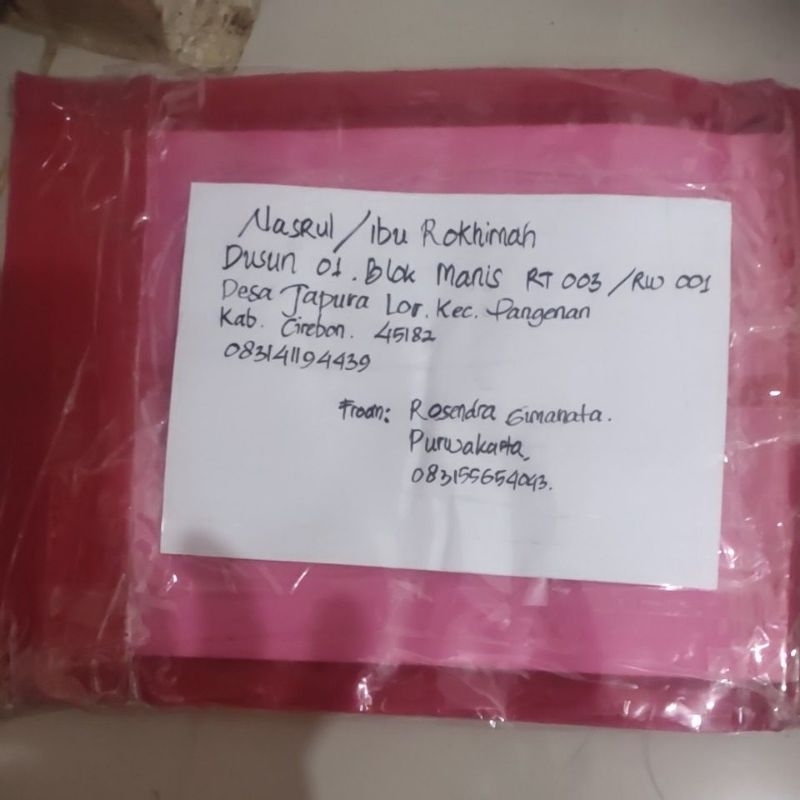 Nasrul / Ibu Rokhimah
Dusun 01. Blok Manis RT 003 / RW 001
Desa Japura Lor. Kec. Pangenan
Kab. Cirebon. 45182
083141194439
From: Rosendra Gimanata.
Purwakarta,
083155654043.